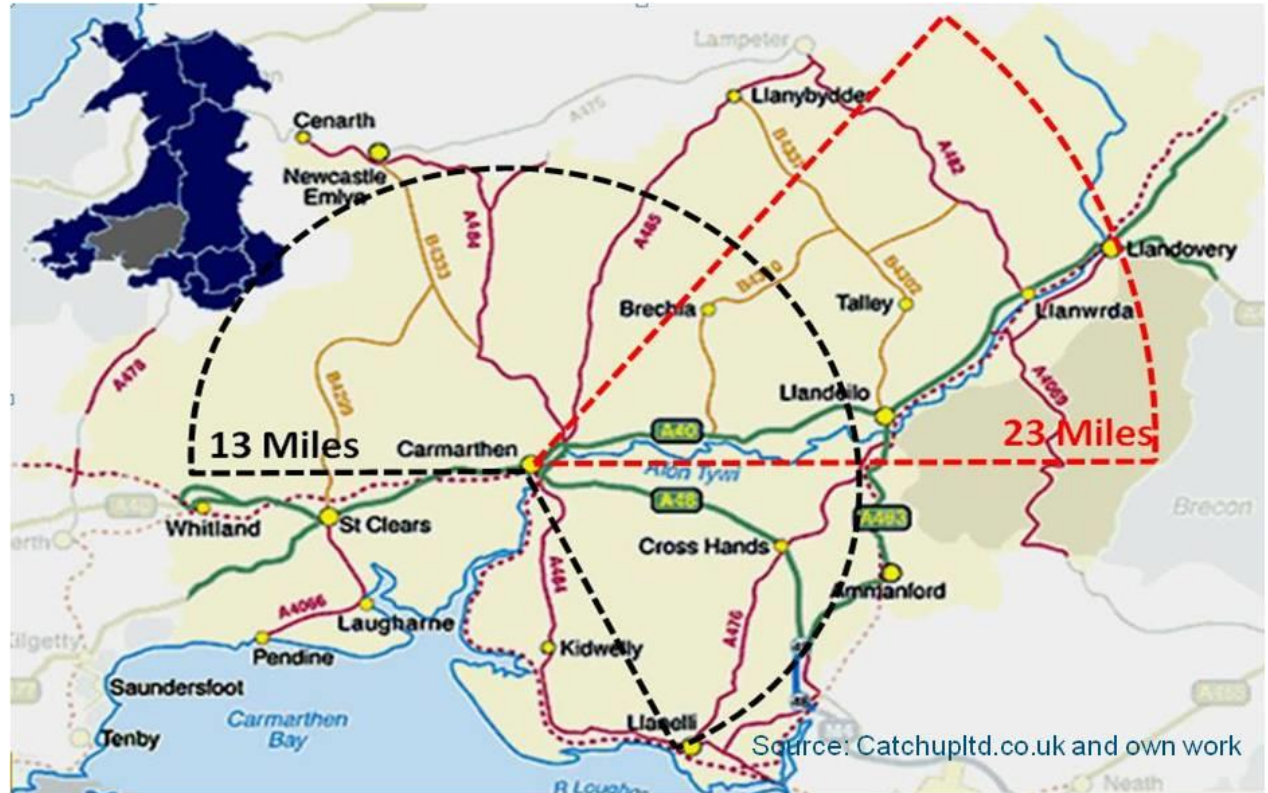 Lampeter
Llanybydder
A475
Cenarth
B4337
A482
Newcastle
Emlyn
A484
A485
Llandovery
B4333
B4310
B4302
Brechfa
Talley
Llanwrda
A478
B4299
Llandeilo
A4069
13 Miles
Carmarthen
A40
23 Miles
Afon Tywi
A48
Whitland
St Clears
A483
Brecon
Cross Hands
A484
Ammanford
A4066
Laugharne
A476
Kilgetty
Pendine
Kidwelly
Saundersfoot
48
Carmarthen
Bay
Llanelli
Tenby
Source: Catchupltd.co.uk and own work
Neath